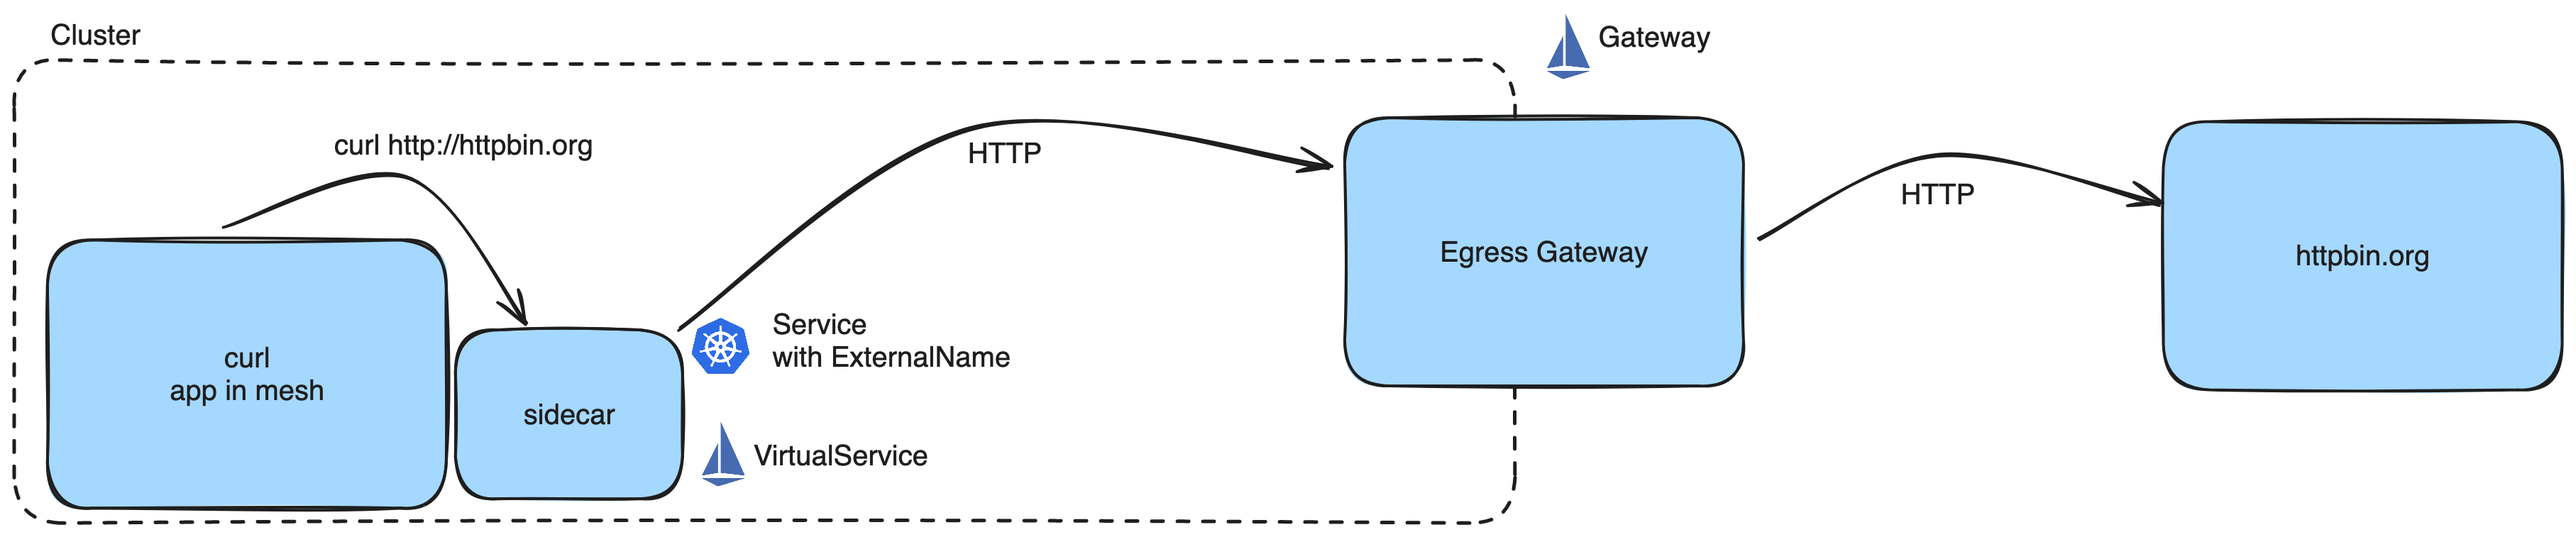 Cluster
Gateway
curl http://httpbin.org
HTTP
HTTP
Egress Gateway
httpbin.org
Service
with ExternalName
curl
app in mesh
sidecar
VirtualService